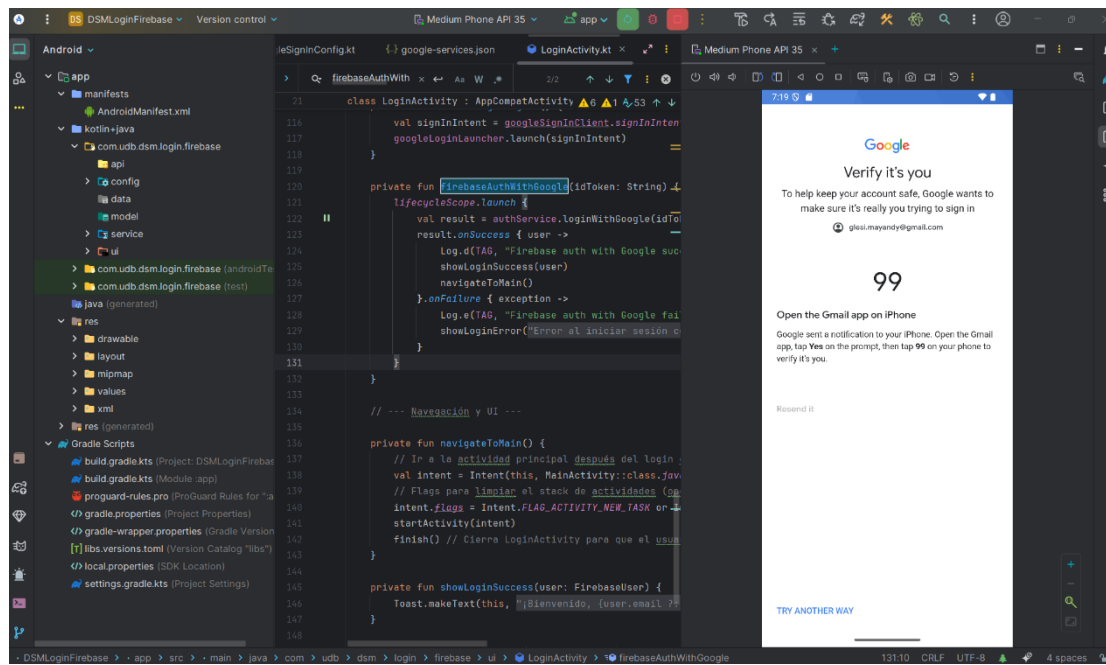 DS DSMLoginFirebase Version control Medium Phone API 35 app
Android
app
manifests
AndroidManifest.xml
kotlin+java
com.udb.dsm.login.firebase
api
config
data
model
service
ui
com.udb.dsm.login.firebase (androidTe
com.udb.dsm.login.firebase (test)
java (generated)
res
drawable
layout
mipmap
values
xml
res (generated)
Gradle Scripts
build.gradle.kts (Project: DSMLoginFirebas
build.gradle.kts (Module :app)
proguard-rules.pro (ProGuard Rules for ":a
gradle.properties (Project Properties)
gradle-wrapper.properties (Gradle Version
libs.versions.toml (Version Catalog "libs")
local.properties (SDK Location)
settings.gradle.kts (Project Settings)
leSignInConfig.kt google-services.json LoginActivity.kt
firebaseAuthWith Aa W .* 2/2
21 class LoginActivity : AppCompatActivity 6 1 53
116 val signInIntent = googleSignInClient.signInInten
117 googleLoginLauncher.launch(signInIntent)
118 }
119
120 private fun firebaseAuthWithGoogle(idToken: String)
121 lifecycleScope.launch {
122 val result = authService.loginWithGoogle(idTo
123 result.onSuccess { user ->
124 Log.d(TAG, "Firebase auth with Google suc
125 showLoginSuccess(user)
126 navigateToMain()
127 }.onFailure { exception ->
128 Log.e(TAG, "Firebase auth with Google fai
129 showLoginError("Error al iniciar sesión c
130 }
131 }
132 }
133
134 // --- Navegación y UI ---
135
136 private fun navigateToMain() {
137 // Ir a la actividad principal después del login
138 val intent = Intent(this, MainActivity::class.jav
139 // Flags para limpiar el stack de actividades (op
140 intent.flags = Intent.FLAG_ACTIVITY_NEW_TASK or
141 startActivity(intent)
142 finish() // Cierra LoginActivity para que el usua
143 }
144
145 private fun showLoginSuccess(user: FirebaseUser) {
146 Toast.makeText(this, "¡Bienvenido, {user.email ?:
147 }
148
Medium Phone API 35
7:19
Google
Verify it's you
To help keep your account safe, Google wants to
make sure it's really you trying to sign in
glesi.mayandy@gmail.com
99
Open the Gmail app on iPhone
Google sent a notification to your iPhone. Open the Gmail
app, tap Yes on the prompt, then tap 99 on your phone to
verify it's you.
Resend it
TRY ANOTHER WAY
DSMLoginFirebase > app > src > main > java > com > udb > dsm > login > firebase > ui > LoginActivity > firebaseAuthWithGoogle 131:10 CRLF UTF-8 4 spaces